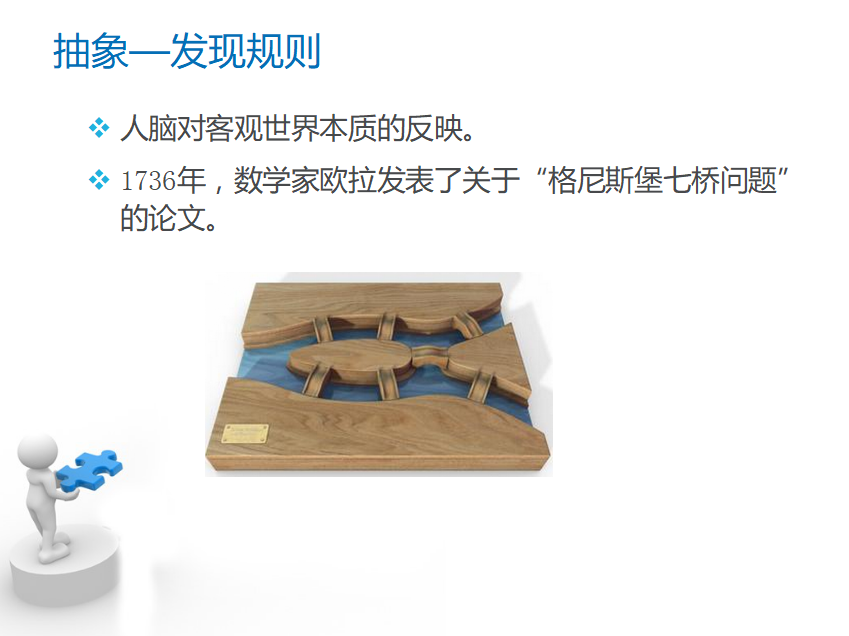 抽象—发现规则
人脑对客观世界本质的反映。
1736年，数学家欧拉发表了关于“格尼斯堡七桥问题”
的论文。